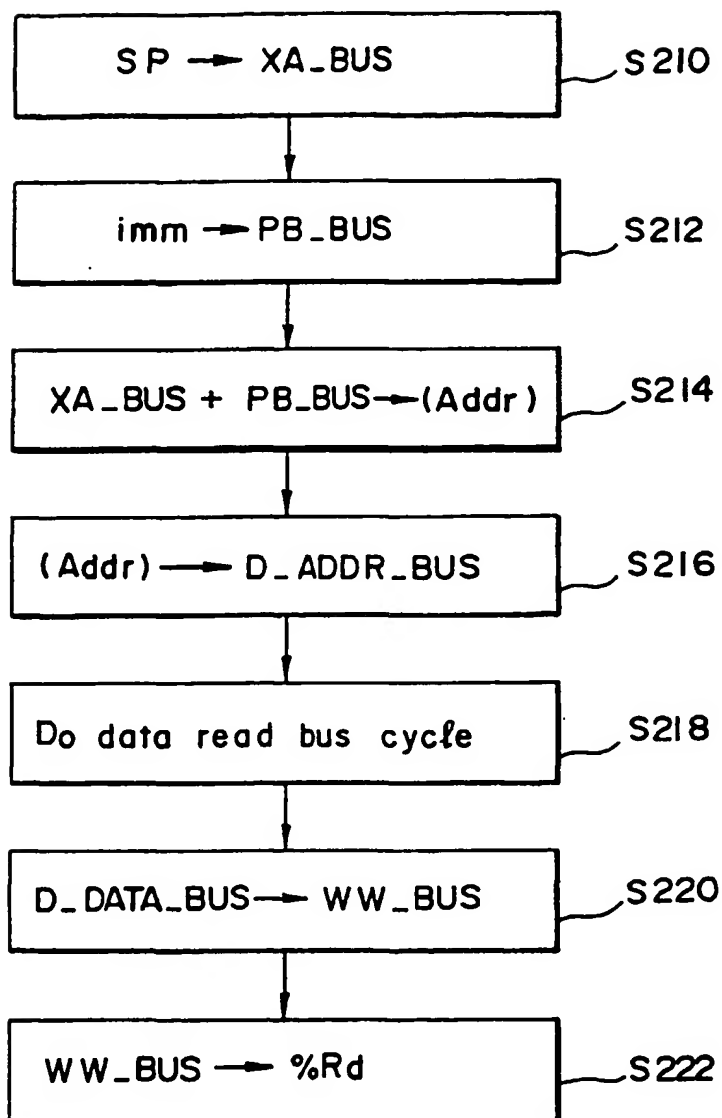 SP → XA_BUS S210
imm → PB_BUS S212
XA_BUS + PB_BUS → (Addr) S214
(Addr) → D_ADDR_BUS S216
Do data read bus cycle S218
D_DATA_BUS → WW_BUS S220
WW_BUS → %Rd S222